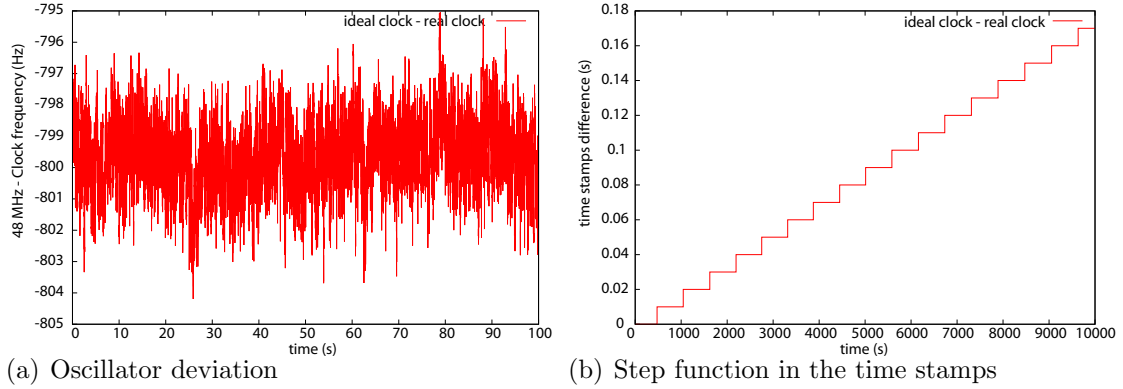 -795
-796
-797
-798
-799
-800
-801
-802
-803
-804
-805
48 MHz - Clock frequency (Hz)
ideal clock - real clock
0 10 20 30 40 50 60 70 80 90 100
time (s)
(a) Oscillator deviation
0.18
0.16
0.14
0.12
0.10
0.08
0.06
0.04
0.02
0
time stamps difference (s)
ideal clock - real clock
0 1000 2000 3000 4000 5000 6000 7000 8000 9000 10000
time (s)
(b) Step function in the time stamps